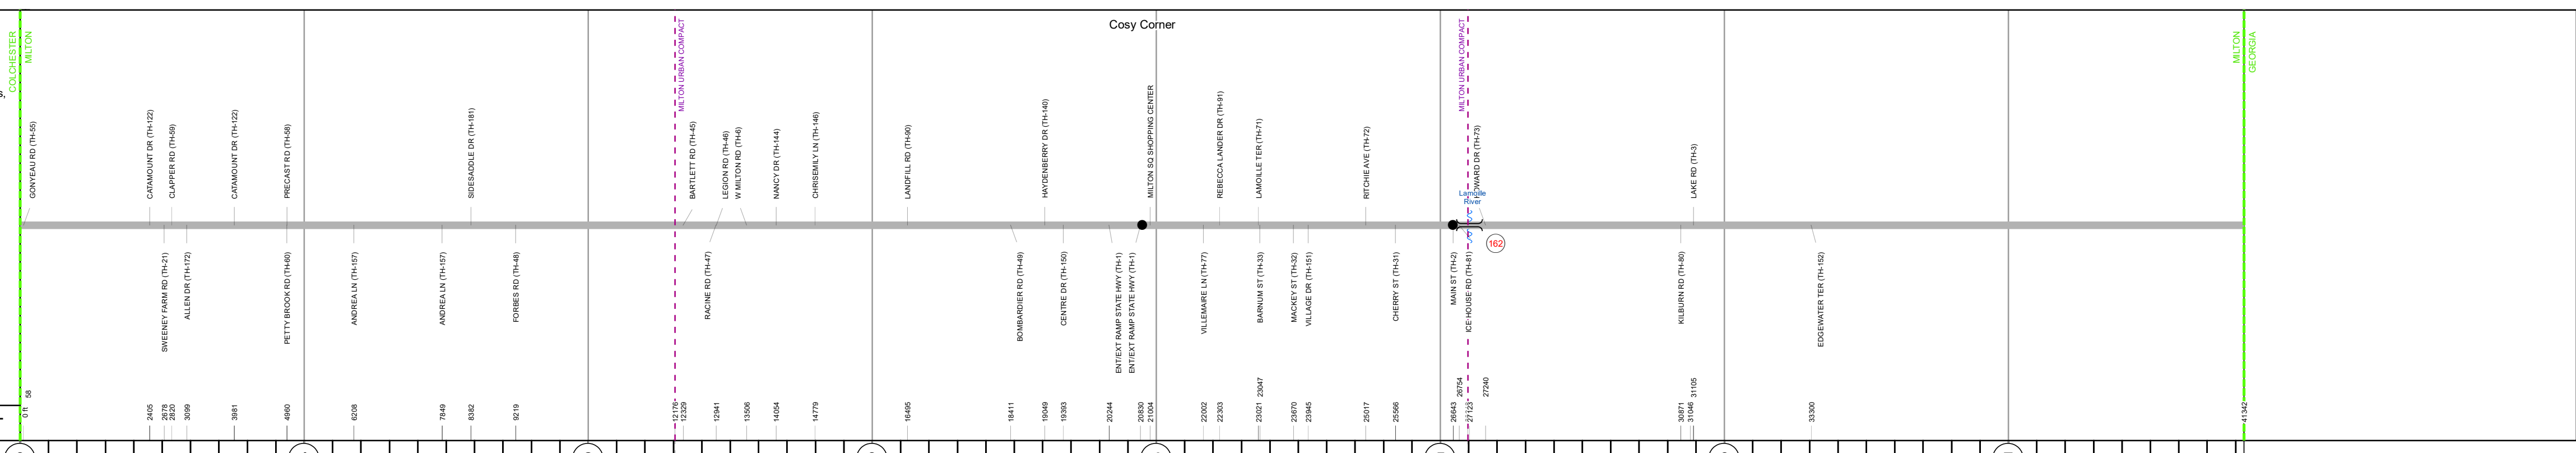 Cosy Corner
COLCHESTER
MILTON
MILTON URBAN COMPACT
MILTON URBAN COMPACT
MILTON
GEORGIA
s,
GONYEAU RD (TH-55)
CATAMOUNT DR (TH-122)
CLAPPER RD (TH-59)
CATAMOUNT DR (TH-122)
PRECAST RD (TH-58)
SIDESADDLE DR (TH-181)
BARTLETT RD (TH-45)
LEGION RD (TH-46)
W MILTON RD (TH-6)
NANCY DR (TH-144)
CHRISEMILY LN (TH-146)
LANDFILL RD (TH-90)
HAYDENBERRY DR (TH-140)
MILTON SQ SHOPPING CENTER
REBECCA LANDER DR (TH-91)
LAMOILLE TER (TH-71)
RITCHIE AVE (TH-72)
(TH-73)
LAKE RD (TH-3)
Lamoille
River
162
SWEENEY FARM RD (TH-21)
ALLEN DR (TH-172)
PETTY BROOK RD (TH-60)
ANDREA LN (TH-157)
ANDREA LN (TH-157)
FORBES RD (TH-48)
RACINE RD (TH-47)
BOMBARDIER RD (TH-49)
CENTRE DR (TH-150)
ENT/EXT RAMP STATE HWY (TH-1)
ENT/EXT RAMP STATE HWY (TH-1)
VILLEMAIRE LN (TH-77)
BARNUM ST (TH-33)
MACKEY ST (TH-32)
VILLAGE DR (TH-151)
CHERRY ST (TH-31)
MAIN ST (TH-2)
ICE HOUSE RD (TH-81)
KILBURN RD (TH-80)
EDGEWATER TER (TH-152)
0 ft
58
2405
2678
2820
3099
3981
4960
6208
7849
8382
9219
12176
12329
12941
13506
14054
14779
16495
18411
19049
19393
20244
20830
21004
22002
22303
23021
23047
23670
23945
25017
25566
26643
26754
27123
27240
30871
31046
31105
33300
41342